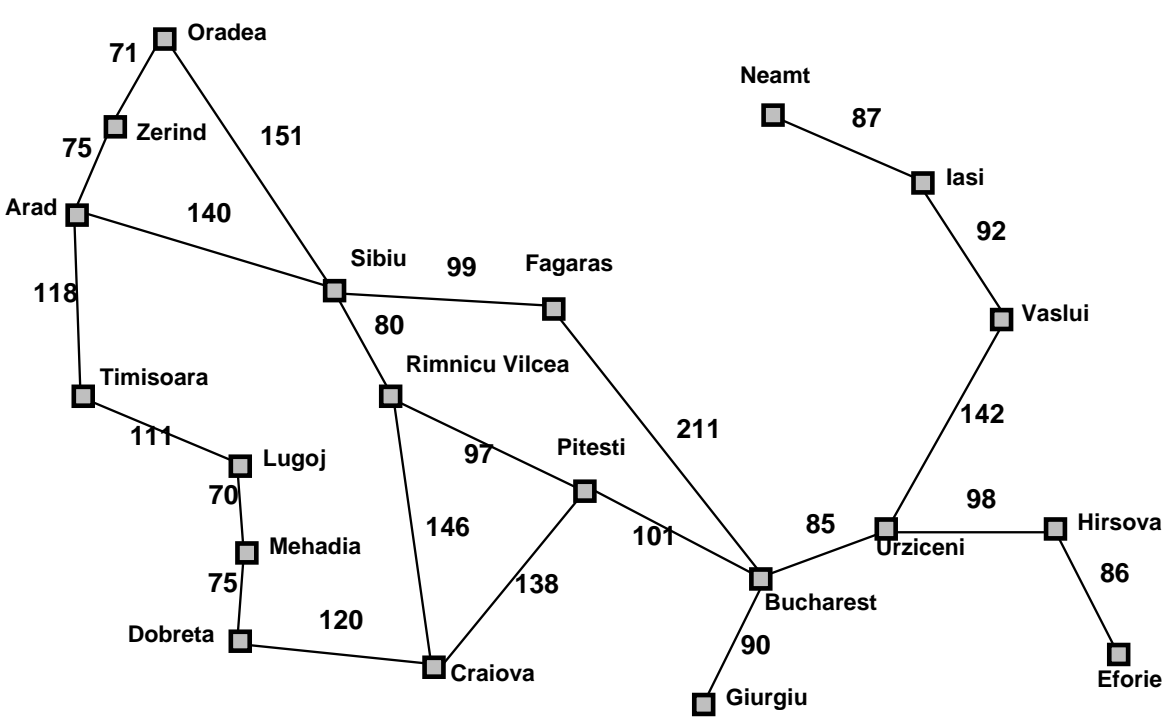 Oradea
71
Neamt
87
Zerind
151
75
Iasi
Arad
140
92
Sibiu
99
Fagaras
118
Vaslui
80
Rimnicu Vilcea
Timisoara
142
211
111
Pitesti
97
Lugoj
70
98
Hirsova
85
146
101
Urziceni
Mehadia
86
75
138
Bucharest
120
Dobreta
90
Craiova
Eforie
Giurgiu